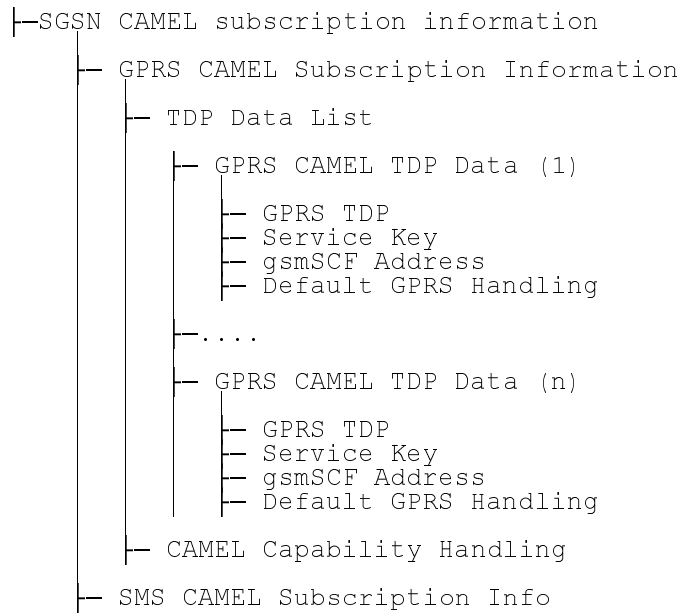 SGSN CAMEL subscription information
GPRS CAMEL Subscription Information
TDP Data List
GPRS CAMEL TDP Data (1)
GPRS TDP
Service Key
gsmSCF Address
Default GPRS Handling
....
GPRS CAMEL TDP Data (n)
GPRS TDP
Service Key
gsmSCF Address
Default GPRS Handling
CAMEL Capability Handling
SMS CAMEL Subscription Info